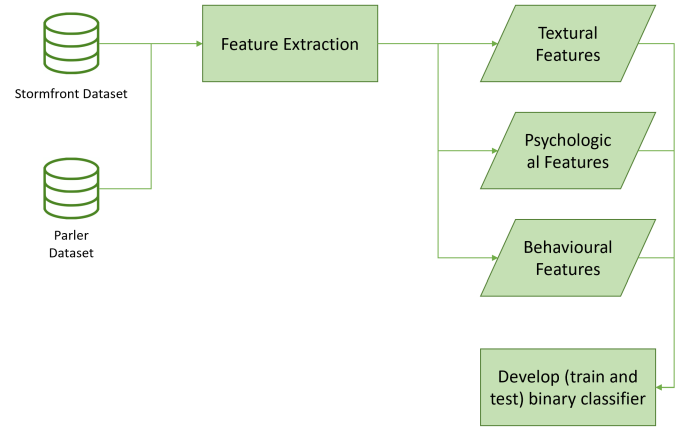 Stormfront Dataset
Parler
Dataset
Feature Extraction
Textural
Features
Psychologic
al Features
Behavioural
Features
Develop (train and
test) binary classifier